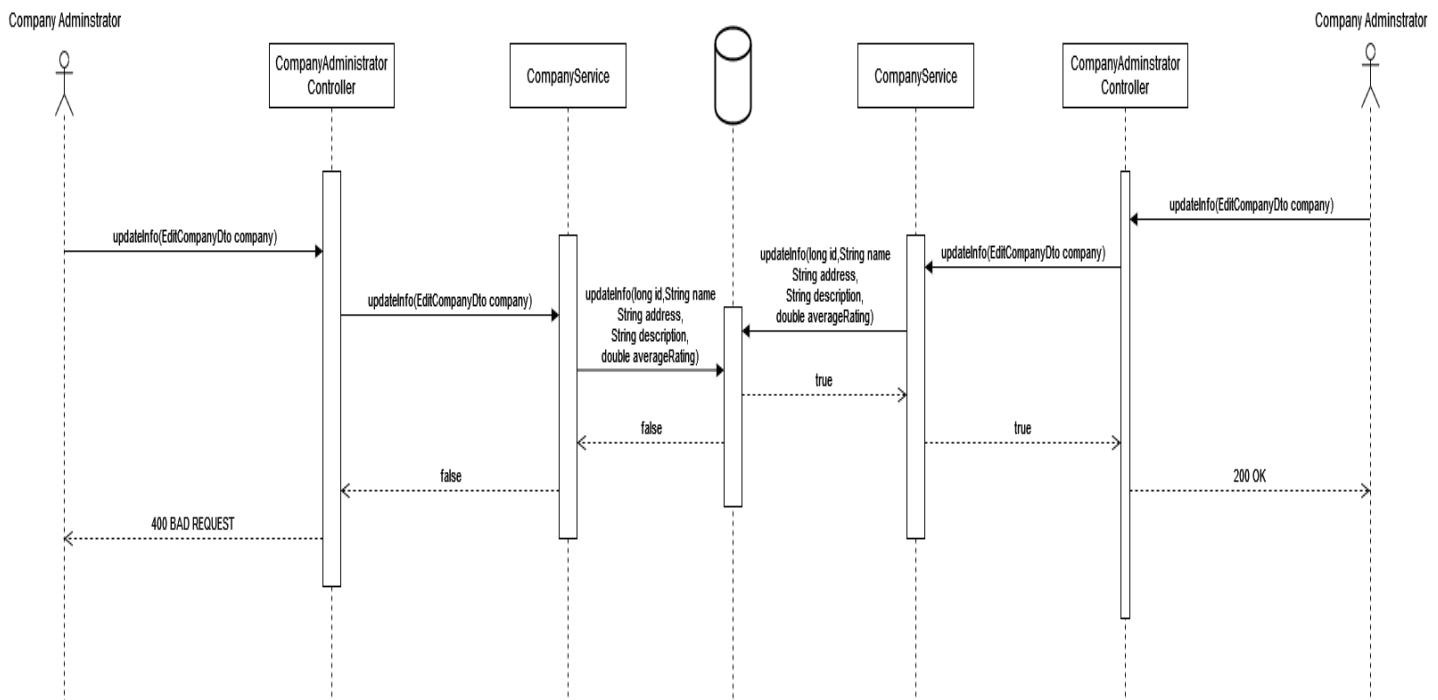 Company Adminstrator
Company Adminstrator
CompanyAdministrator
Controller
CompanyService
CompanyService
CompanyAdminstrator
Controller
updateInfo(EditCompanyDto company)
updateInfo(EditCompanyDto company)
updateInfo(long id,String name
String address,
String description,
double averageRating)
updateInfo(EditCompanyDto company)
updateInfo(EditCompanyDto company)
updateInfo(long id,String name
String address,
String description,
double averageRating)
true
false
true
false
200 OK
400 BAD REQUEST